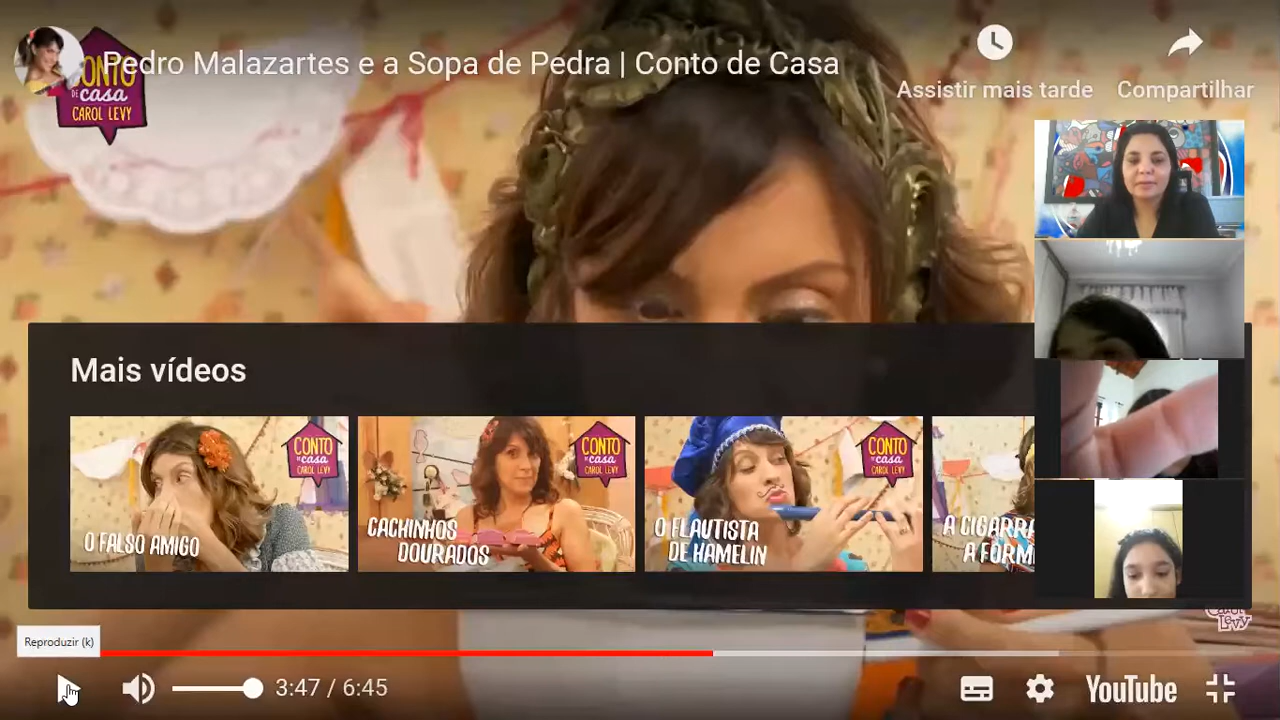 Pedro Malazartes e a Sopa de Pedra | Conto de Casa
CONTO
DE casa
CAROL LEVY
Assistir mais tarde
Compartilhar
Mais vídeos
CONTO
DE casa
CAROL LEVY
O FALSO AMIGO
CONTO
DE casa
CAROL LEVY
CACHINHOS
DOURADOS
CONTO
DE casa
CAROL LEVY
O FLAUTISTA
DE HAMELIN
A CIGARRA
A FORM
Carol
Levy
Reproduzir (k)
3:47 / 6:45
YouTube